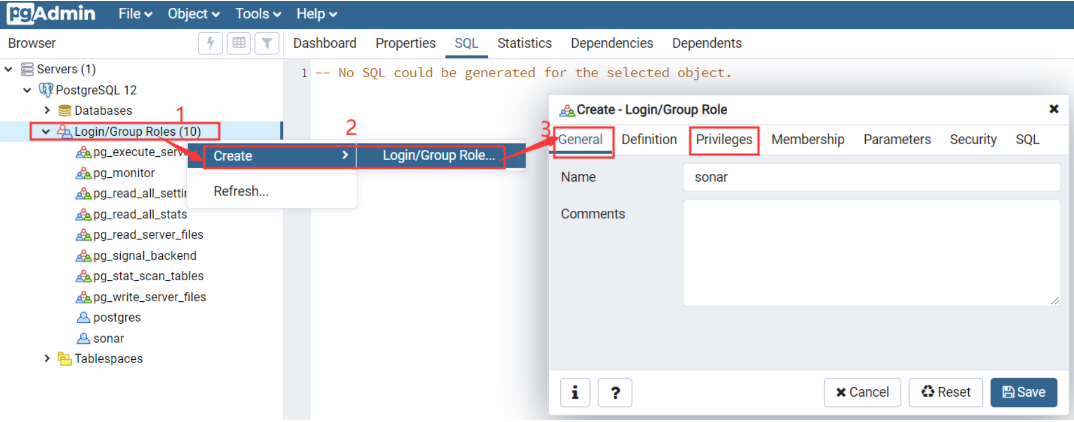 pgAdmin File Object Tools Help
Browser Dashboard Properties SQL Statistics Dependencies Dependents
Servers (1)
PostgreSQL 12
Databases
Login/Group Roles (10)
pg_execute_serv
pg_monitor
pg_read_all_settin
pg_read_all_stats
pg_read_server_files
pg_signal_backend
pg_stat_scan_tables
pg_write_server_files
postgres
sonar
Tablespaces
1
Create
Refresh...
2
Login/Group Role...
1 -- No SQL could be generated for the selected object.
3
Create - Login/Group Role
General Definition Privileges Membership Parameters Security SQL
Name sonar
Comments
i ? Cancel Reset Save